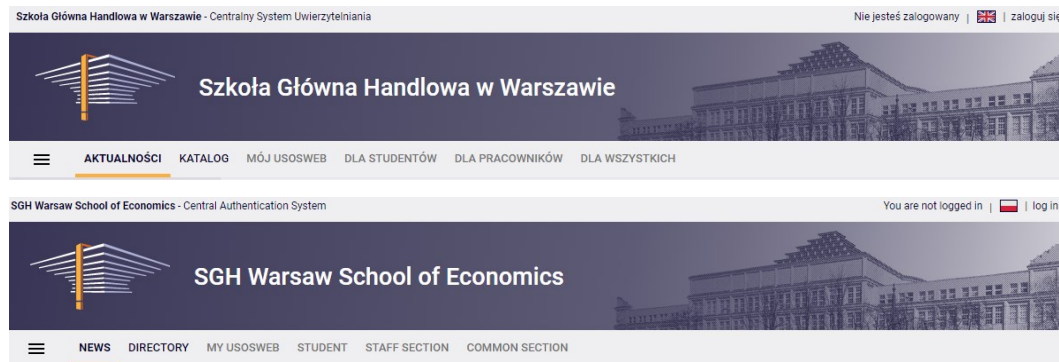 Szkoła Główna Handlowa w Warszawie - Centralny System Uwierzytelniania Nie jesteś zalogowany | | zaloguj się
Szkoła Główna Handlowa w Warszawie
AKTUALNOŚCI KATALOG MÓJ USOSWEB DLA STUDENTÓW DLA PRACOWNIKÓW DLA WSZYSTKICH
SGH Warsaw School of Economics - Central Authentication System You are not logged in | | log in
SGH Warsaw School of Economics
NEWS DIRECTORY MY USOSWEB STUDENT STAFF SECTION COMMON SECTION